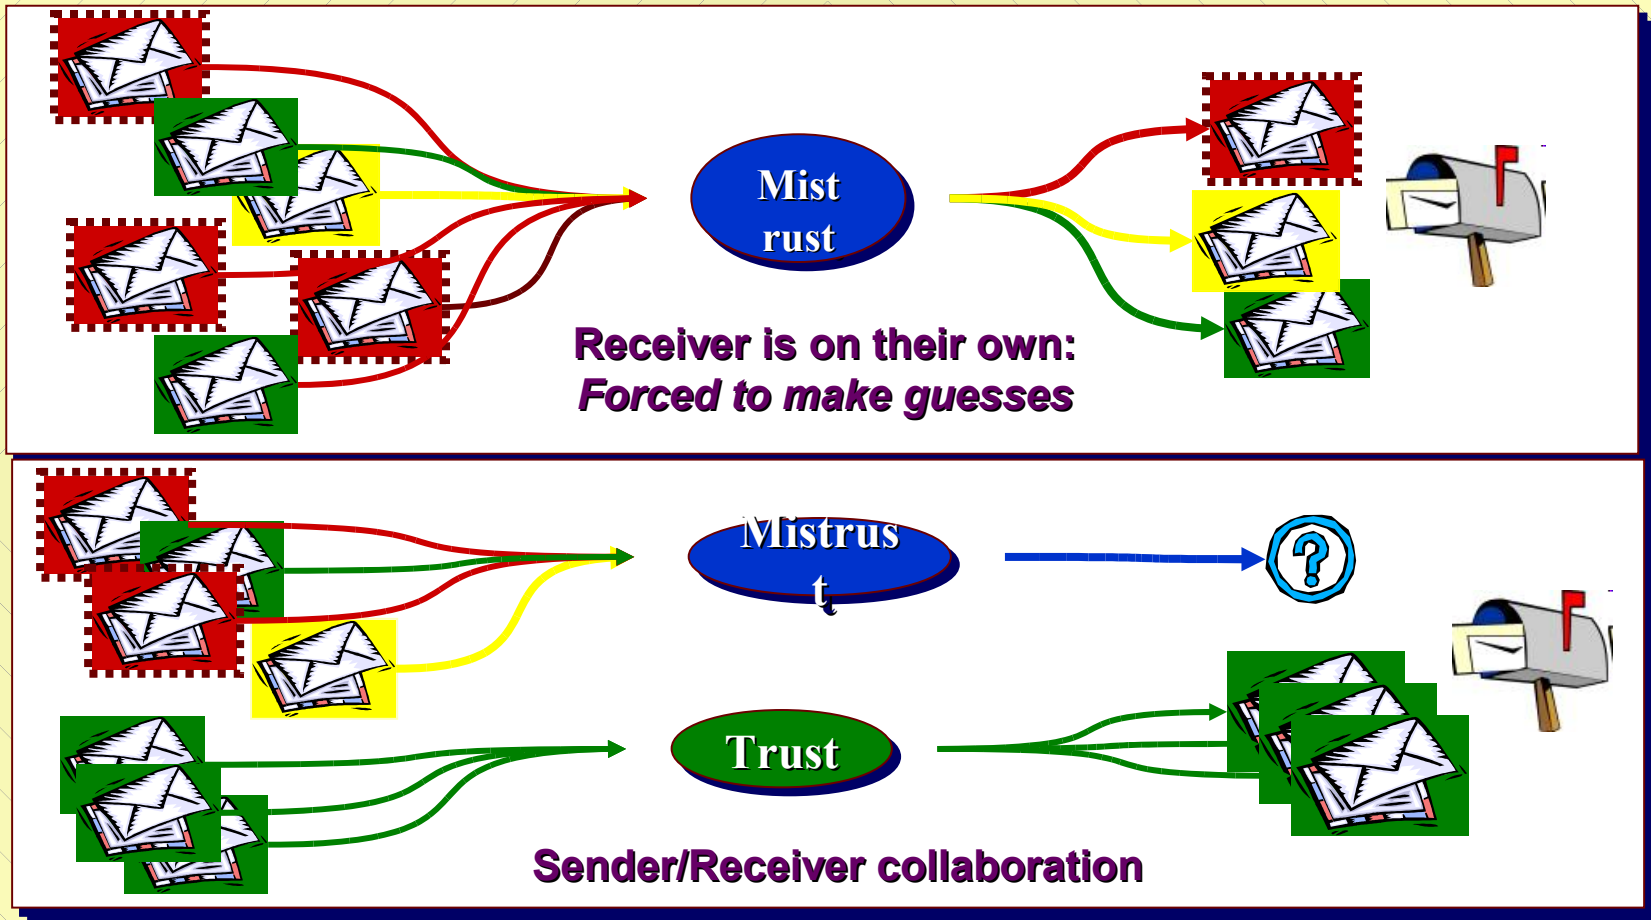 Mist
rust
Receiver is on their own:
Forced to make guesses
Mistrus
t
?
Trust
Sender/Receiver collaboration